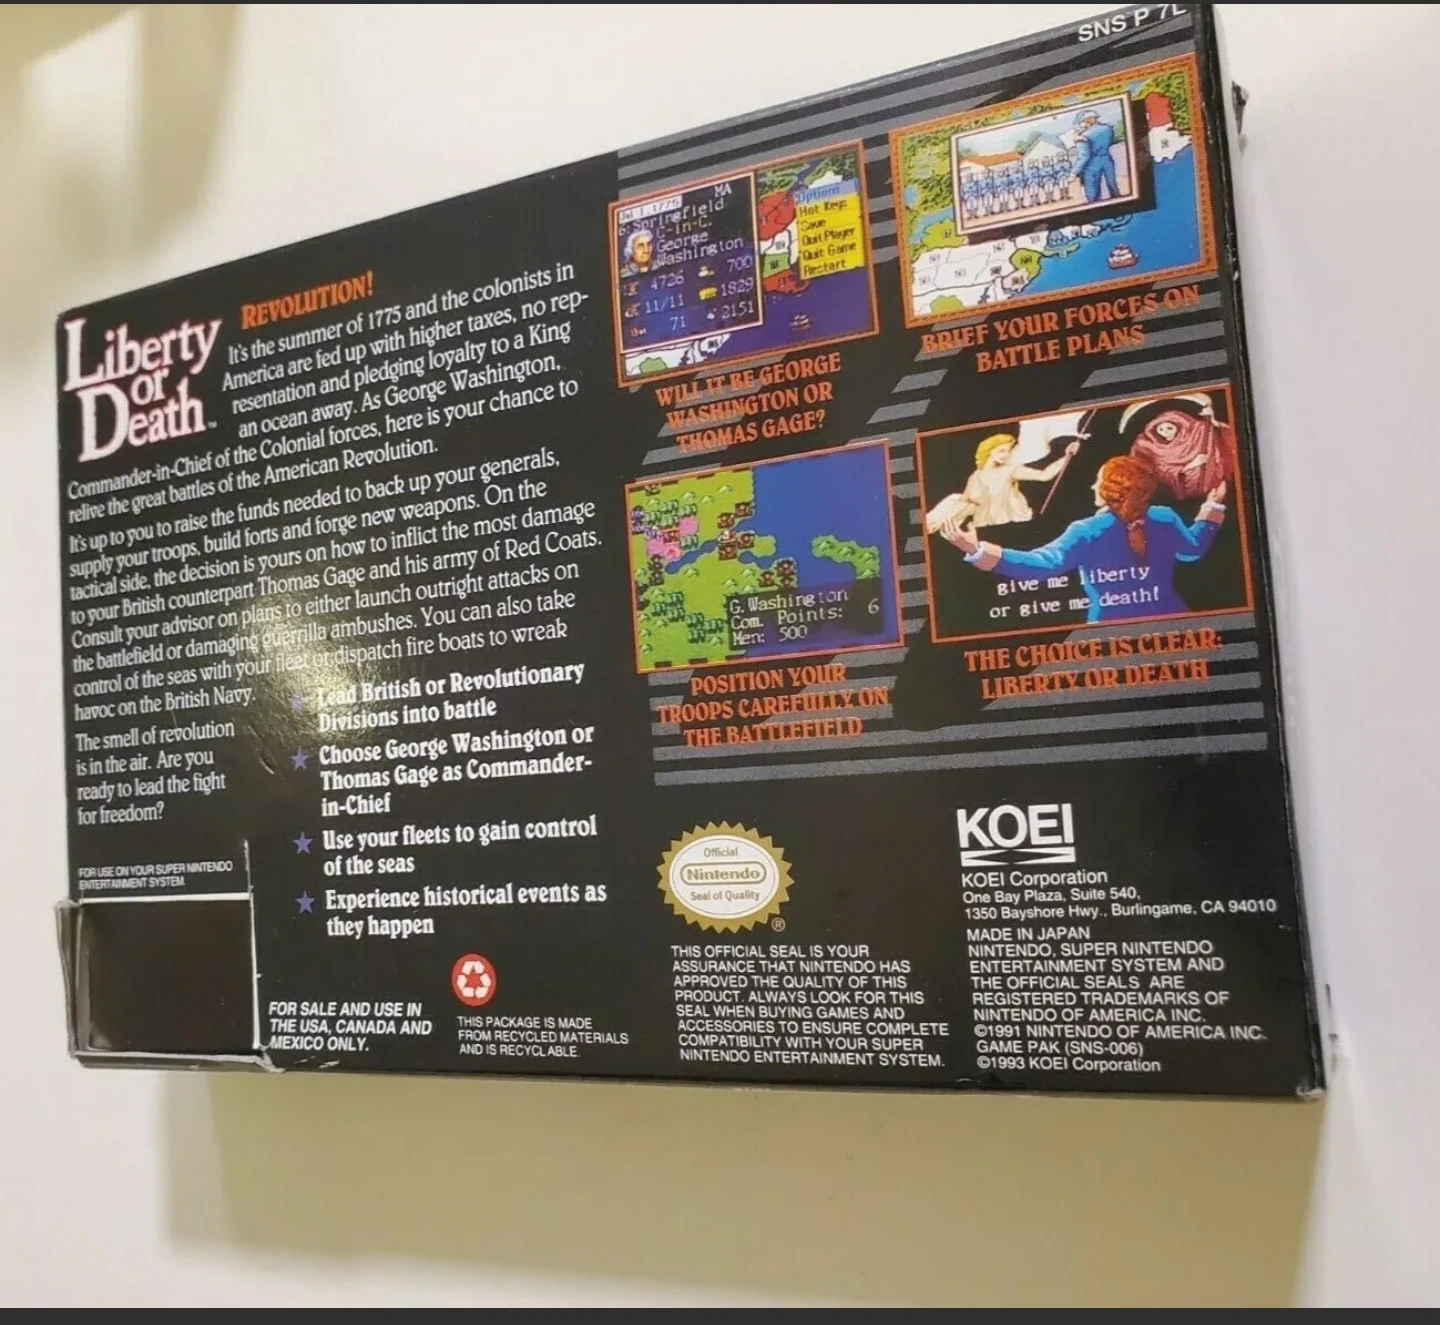 SNS P 7L
Liberty
or
Death™
REVOLUTION!
It's the summer of 1775 and the colonists in
America are fed up with higher taxes, no rep-
resentation and pledging loyalty to a King
an ocean away. As George Washington,
Commander-in-Chief of the Colonial forces, here is your chance to
relive the great battles of the American Revolution.
It's up to you to raise the funds needed to back up your generals,
supply your troops, build forts and forge new weapons. On the
tactical side, the decision is yours on how to inflict the most damage
to your British counterpart Thomas Gage and his army of Red Coats.
Consult your advisor on plans to either launch outright attacks on
the battlefield or damaging guerrilla ambushes. You can also take
control of the seas with your fleet or dispatch fire boats to wreak
havoc on the British Navy.
The smell of revolution
is in the air. Are you
ready to lead the fight
for freedom?
FOR USE ON YOUR SUPER NINTENDO
ENTERTAINMENT SYSTEM.
Lead British or Revolutionary
Divisions into battle
Choose George Washington or
Thomas Gage as Commander-
in-Chief
Use your fleets to gain control
of the seas
Experience historical events as
they happen
FOR SALE AND USE IN
THE USA, CANADA AND
MEXICO ONLY.
THIS PACKAGE IS MADE
FROM RECYCLED MATERIALS
AND IS RECYCLABLE.
MA
1, 1775
6:Springfield
C-in-C.
George
Washington
4726 700
11/11 1829
71 2151
Options
Hot Key
Save
Quit Player
Quit Game
Restart
WILL IT BE GEORGE
WASHINGTON OR
THOMAS GAGE?
BRIEF YOUR FORCES ON
BATTLE PLANS
G. Washington
Com. Points: 6
Men: 500
POSITION YOUR
TROOPS CAREFULLY ON
THE BATTLEFIELD
give me liberty
or give me death!
THE CHOICE IS CLEAR:
LIBERTY OR DEATH
Official
Nintendo
Seal of Quality
®
THIS OFFICIAL SEAL IS YOUR
ASSURANCE THAT NINTENDO HAS
APPROVED THE QUALITY OF THIS
PRODUCT. ALWAYS LOOK FOR THIS
SEAL WHEN BUYING GAMES AND
ACCESSORIES TO ENSURE COMPLETE
COMPATIBILITY WITH YOUR SUPER
NINTENDO ENTERTAINMENT SYSTEM.
KOEI
KOEI Corporation
One Bay Plaza, Suite 540,
1350 Bayshore Hwy., Burlingame, CA 94010
MADE IN JAPAN
NINTENDO, SUPER NINTENDO
ENTERTAINMENT SYSTEM AND
THE OFFICIAL SEALS ARE
REGISTERED TRADEMARKS OF
NINTENDO OF AMERICA INC.
©1991 NINTENDO OF AMERICA INC.
GAME PAK (SNS-006)
©1993 KOEI Corporation